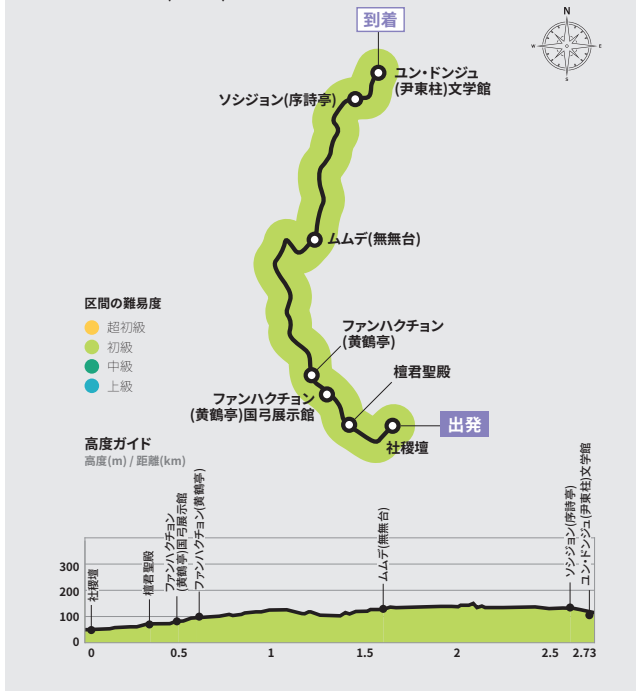 到着
N
W
E
S
ユン・ドンジュ
(尹東柱)文学館
ソシジョン(序詩亭)
ムムデ(無無台)
区間の難易度
超初級
初級
中級
上級
ファンハクチョン
(黄鶴亭)
檀君聖殿
ファンハクチョン
(黄鶴亭)国弓展示館
出発
社稷壇
高度ガイド
高度(m) / 距離(km)
社稷壇
檀君聖殿
ファンハクチョン
(黄鶴亭)国弓展示館
ファンハクチョン(黄鶴亭)
ムムデ(無無台)
ソシジョン(序詩亭)
ユン・ドンジュ(尹東柱)文学館
300
200
100
0
0
0.5
1
1.5
2
2.5
2.73